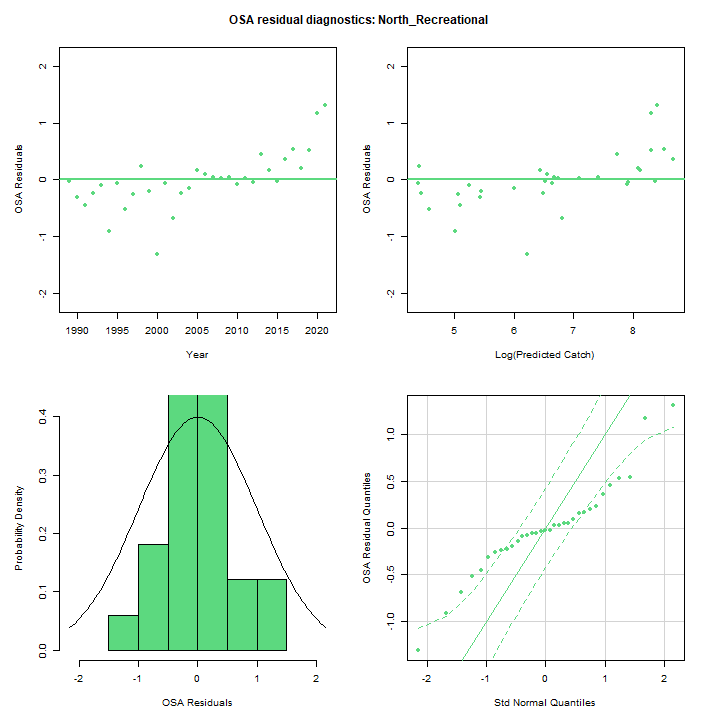 OSA residual diagnostics: North_Recreational
2
1
0
-1
-2
OSA Residuals
1990 1995 2000 2005 2010 2015 2020
Year
2
1
0
-1
-2
OSA Residuals
5 6 7 8
Log(Predicted Catch)
0.4
0.3
0.2
0.1
0.0
Probability Density
-2 -1 0 1 2
OSA Residuals
1.0
0.5
0.0
-0.5
-1.0
OSA Residual Quantiles
-2 -1 0 1 2
Std Normal Quantiles